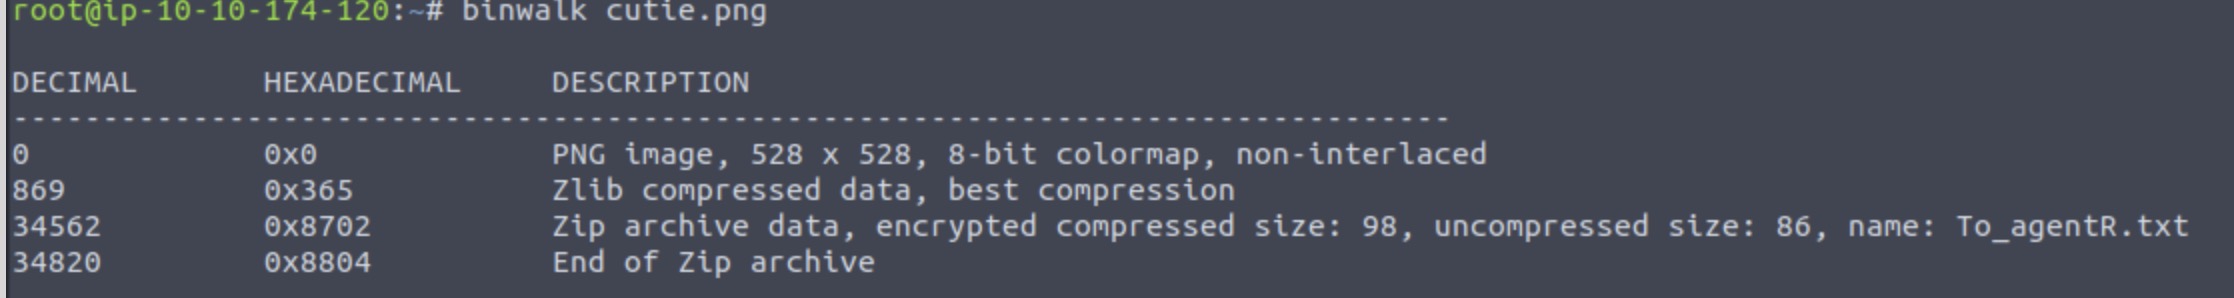 root@ip-10-10-174-120:~# binwalk cutie.png
DECIMAL       HEXADECIMAL     DESCRIPTION
--------------------------------------------------------------------------------
0             0x0             PNG image, 528 x 528, 8-bit colormap, non-interlaced
869           0x365           Zlib compressed data, best compression
34562         0x8702          Zip archive data, encrypted compressed size: 98, uncompressed size: 86, name: To_agentR.txt
34820         0x8804          End of Zip archive